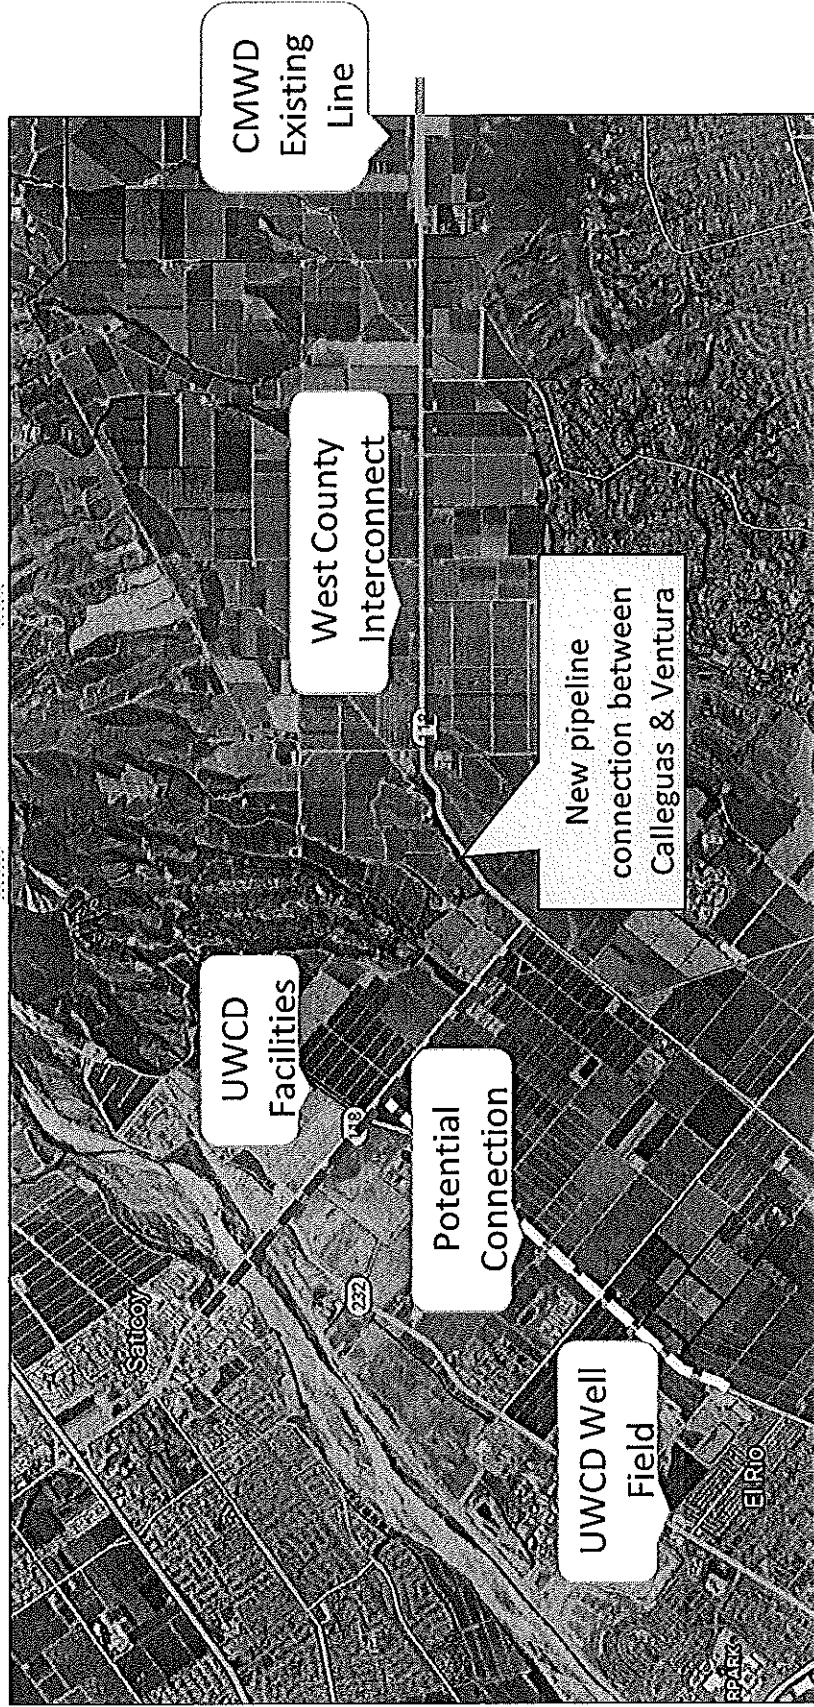 CMWD
Existing
Line
West County
Interconnect
118
New pipeline
connection between
Calleguas & Ventura
UWCD
Facilities
118
Potential
Connection
232
Saticoy
UWCD Well
Field
El Rio